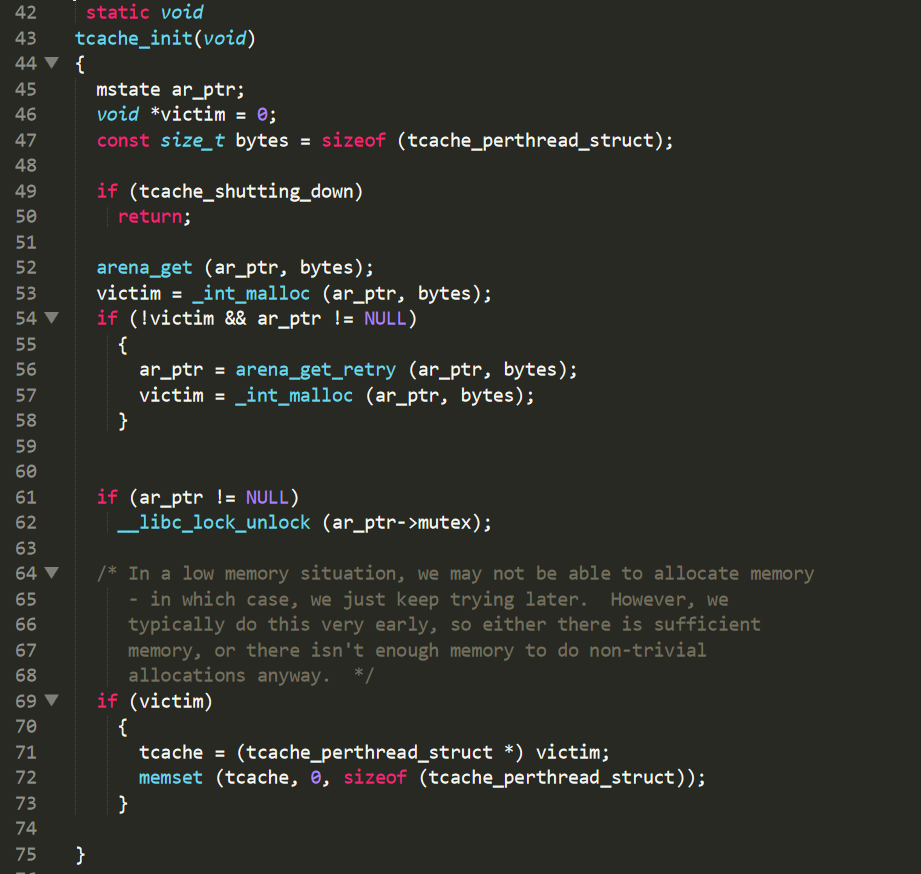 42 static void
43 tcache_init(void)
44 {
45 mstate ar_ptr;
46 void *victim = 0;
47 const size_t bytes = sizeof (tcache_perthread_struct);
48
49 if (tcache_shutting_down)
50 return;
51
52 arena_get (ar_ptr, bytes);
53 victim = _int_malloc (ar_ptr, bytes);
54 if (!victim && ar_ptr != NULL)
55 {
56 ar_ptr = arena_get_retry (ar_ptr, bytes);
57 victim = _int_malloc (ar_ptr, bytes);
58 }
59
60
61 if (ar_ptr != NULL)
62 __libc_lock_unlock (ar_ptr->mutex);
63
64 /* In a low memory situation, we may not be able to allocate memory
65 - in which case, we just keep trying later.  However, we
66 typically do this very early, so either there is sufficient
67 memory, or there isn't enough memory to do non-trivial
68 allocations anyway.  */
69 if (victim)
70 {
71 tcache = (tcache_perthread_struct *) victim;
72 memset (tcache, 0, sizeof (tcache_perthread_struct));
73 }
74
75 }